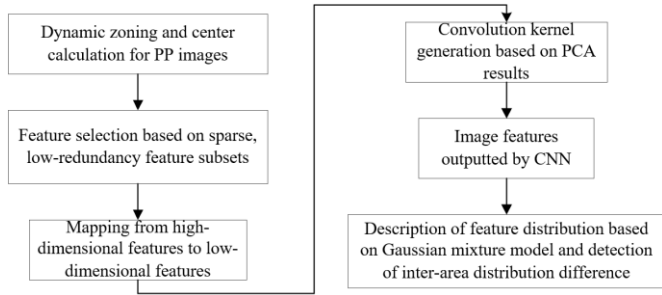 Dynamic zoning and center
calculation for PP images
Feature selection based on sparse,
low-redundancy feature subsets
Mapping from high-
dimensional features to low-
dimensional features
Convolution kernel
generation based on PCA
results
Image features
outputted by CNN
Description of feature distribution based
on Gaussian mixture model and detection
of inter-area distribution difference